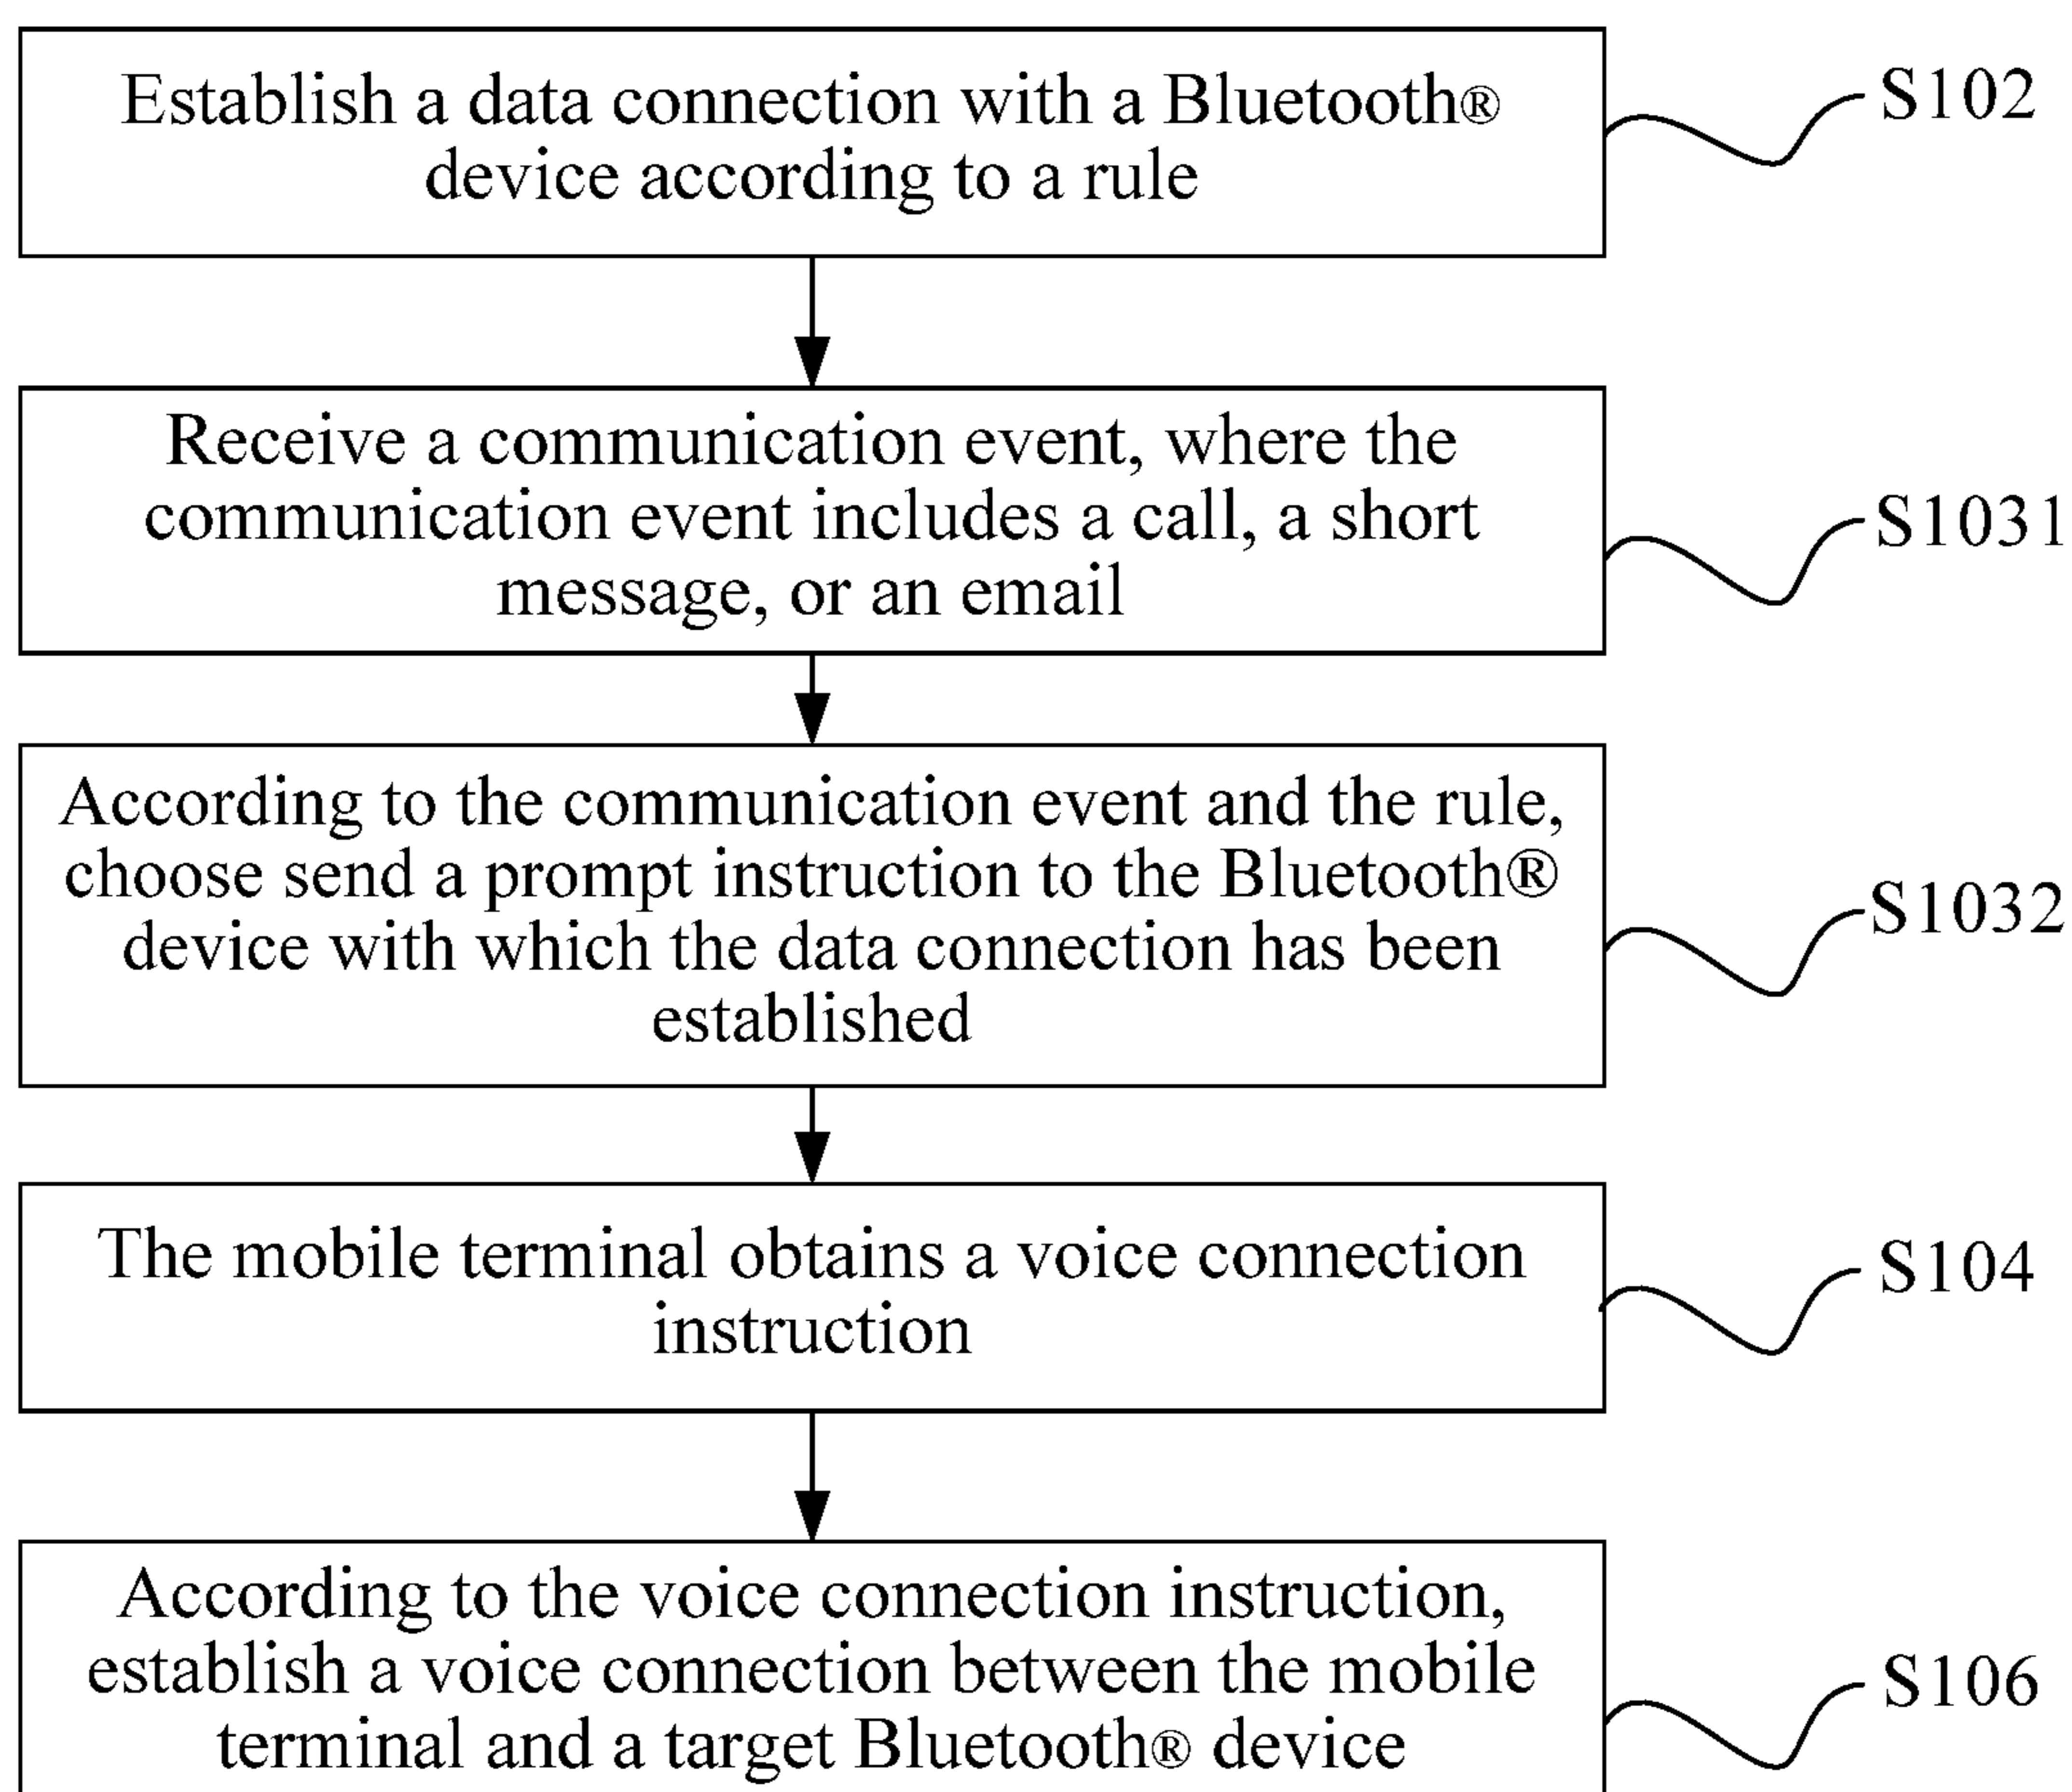 Establish a data connection with a Bluetooth®
device according to a rule
S102
Receive a communication event, where the
communication event includes a call, a short
message, or an email
S1031
According to the communication event and the rule,
choose send a prompt instruction to the Bluetooth®
device with which the data connection has been
established
S1032
The mobile terminal obtains a voice connection
instruction
S104
According to the voice connection instruction,
establish a voice connection between the mobile
terminal and a target Bluetooth® device
S106